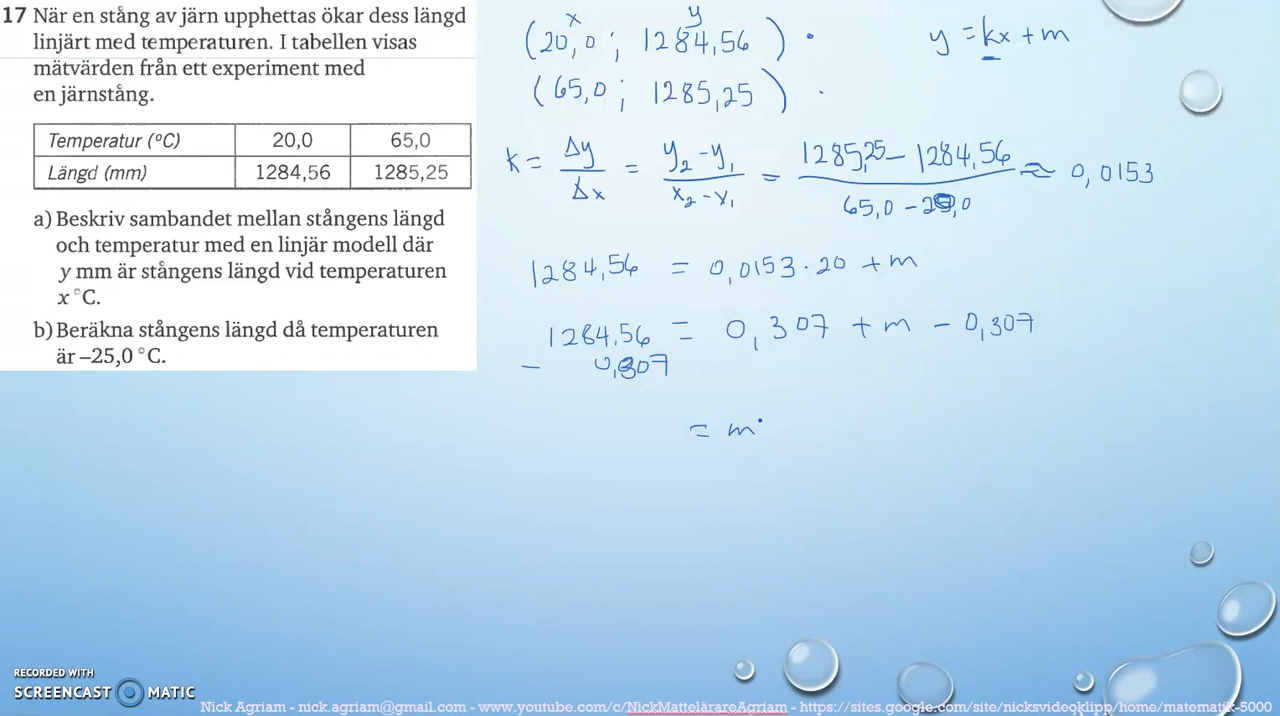 17 När en stång av järn upphettas ökar dess längd
linjärt med temperaturen. I tabellen visas
mätvärden från ett experiment med
en järnstång.
Temperatur (°C) 20,0 65,0
Längd (mm) 1284,56 1285,25
a) Beskriv sambandet mellan stångens längd
och temperatur med en linjär modell där
y mm är stångens längd vid temperaturen
x °C.
b) Beräkna stångens längd då temperaturen
är –25,0 °C.
x y
(20,0 ; 1284,56) •
y = kx + m
(65,0 ; 1285,25) .
k = Δy/Δx = y₂ - y₁/x₂ - x₁ = 1285,25 - 1284,56/65,0 - 20,0 ≈ 0,0153
1284,56 = 0,0153 · 20 + m
1284,56 = 0,307 + m - 0,307
- 0,307
= m
RECORDED WITH
SCREENCAST MATIC
Nick Agriam - nick.agriam@gmail.com - www.youtube.com/c/NickMattelärareAgriam - https://sites.google.com/site/nicksvideoklipp/home/matematik-5000